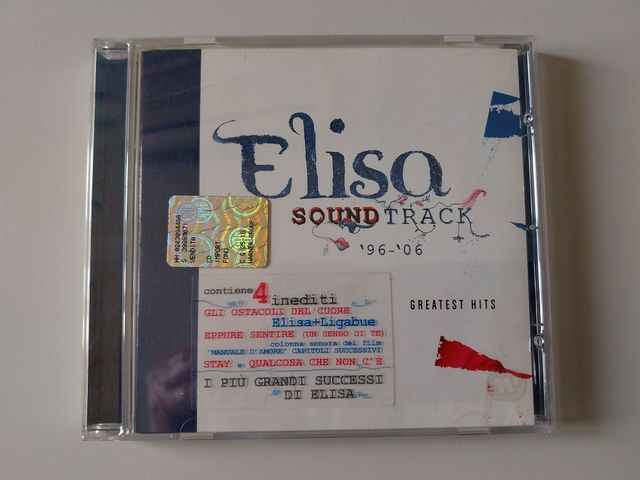 Elisa
SOUNDTRACK
'96-'06
contiene 4 inediti
GLI OSTACOLI DEL CUORE
Elisa+Ligabue
EPPURE SENTIRE (UN SENSO DI TE)
colonna sonora del film
"MANUALE D'AMORE" CAPITOLI SUCCESSIVI
STAY e QUALCOSA CHE NON C'E'
I PIÙ GRANDI SUCCESSI
DI ELISA
GREATEST HITS
VENDITA
IMPORT